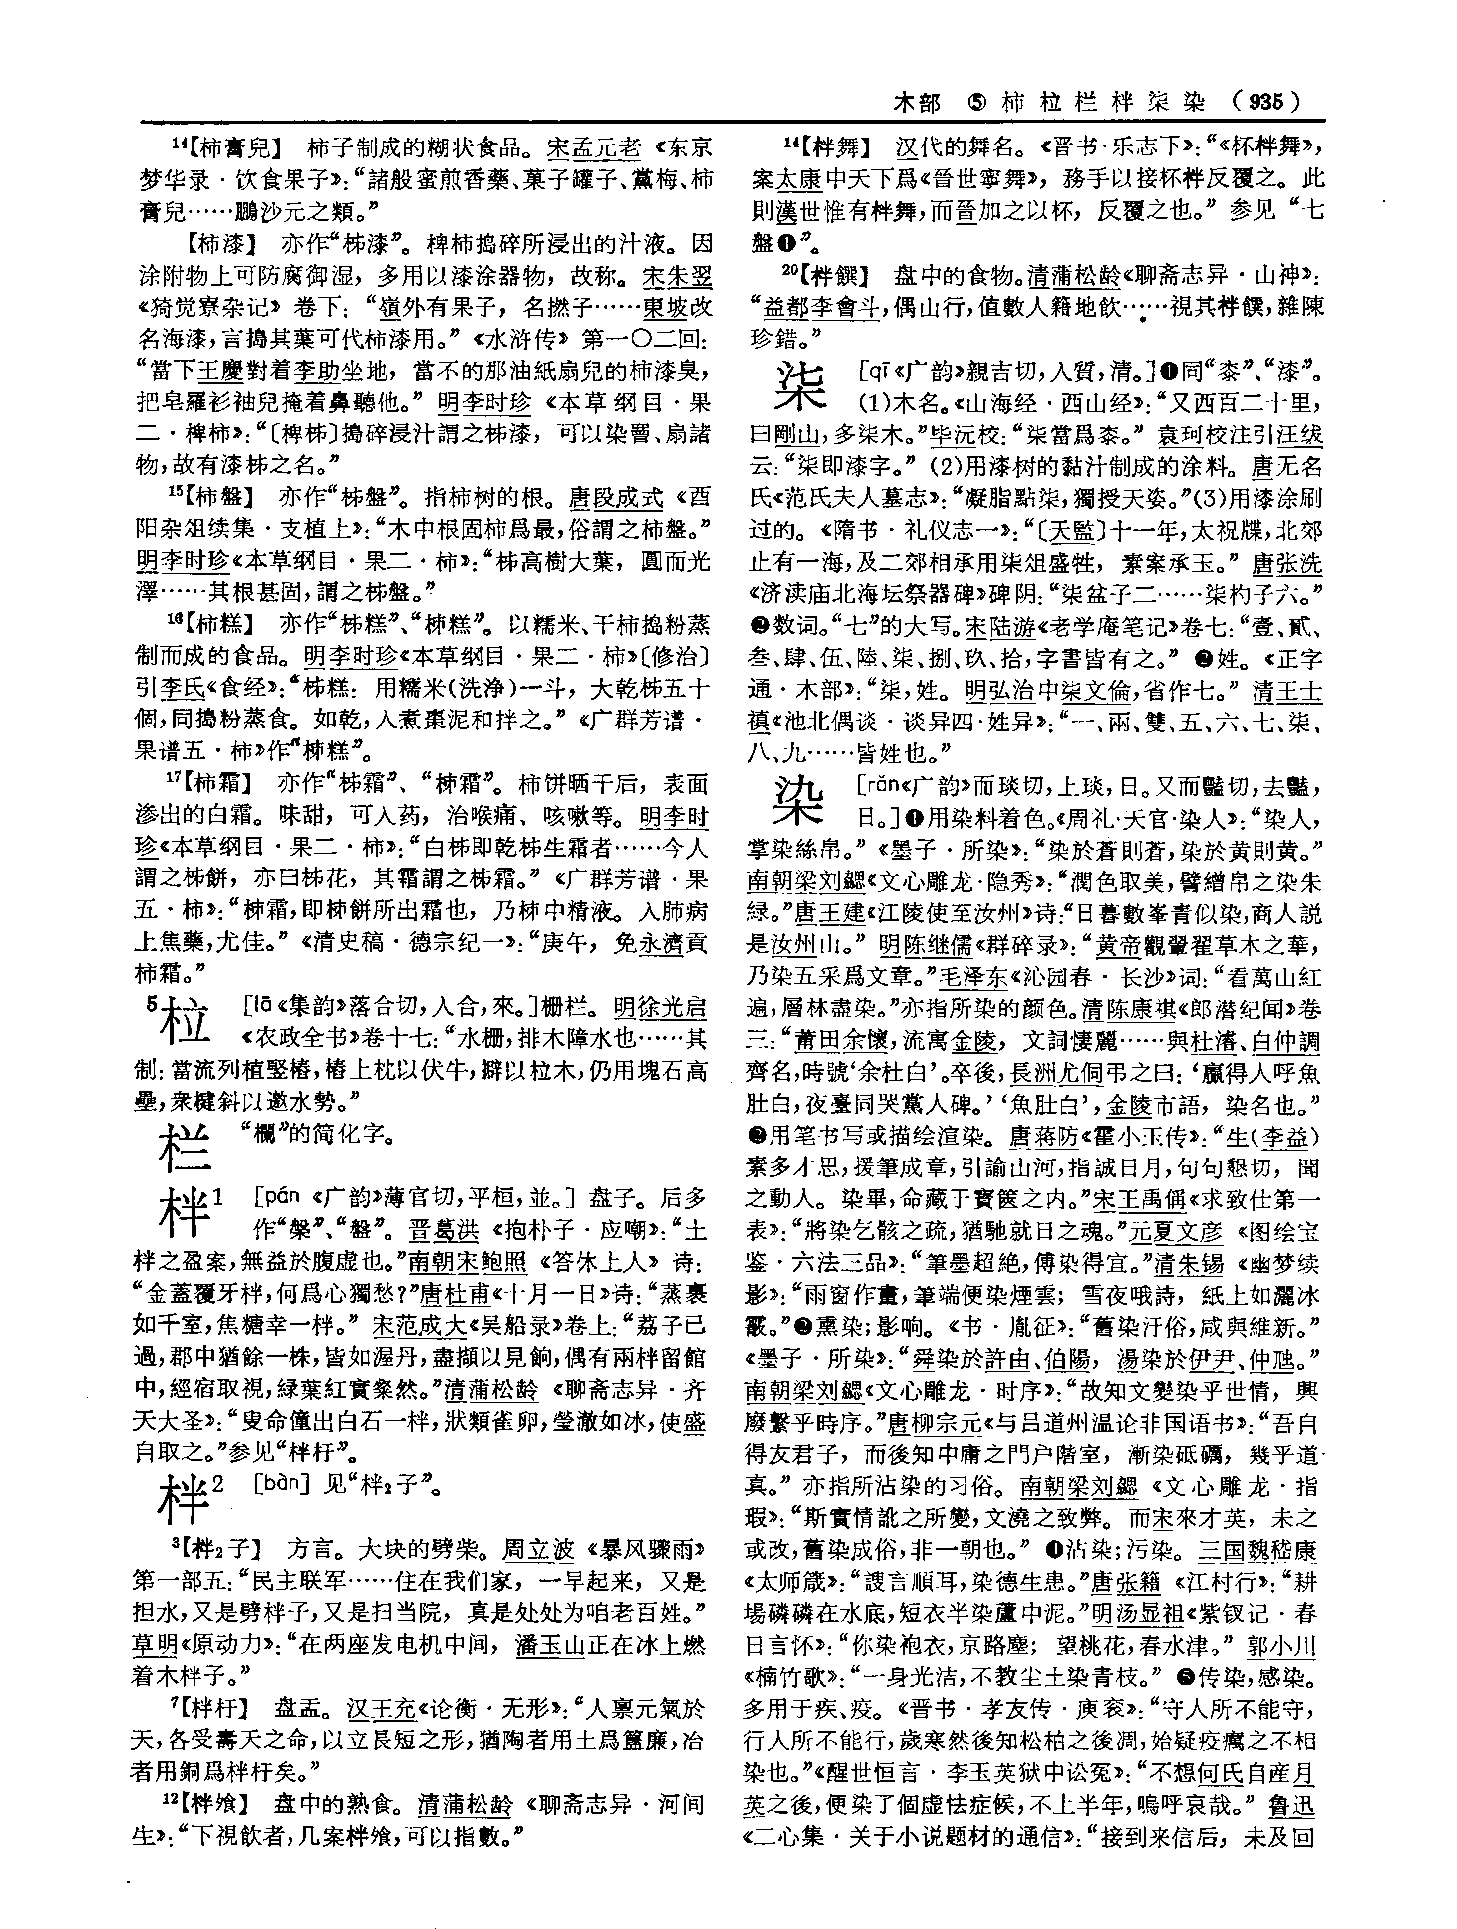 木部 ⑤ 柿拉栏柈柒染 (935)
¹⁴【柿膏兒】 柿子制成的糊状食品。宋孟元老《东京
梦华录·饮食果子》：“諸般蜜煎香藥、菓子罐子、黨梅、柿
膏兒……鵬沙元之類。”
【柿漆】 亦作“柹漆”。椑柿捣碎所浸出的汁液。因
涂附物上可防腐御湿，多用以漆涂器物，故称。宋朱翌
《猗觉寮杂记》卷下：“嶺外有果子，名撚子……東坡改
名海漆，言搗其葉可代柿漆用。”《水浒传》第一〇二回：
“當下王慶對着李助坐地，當不的那油紙扇兒的柿漆臭，
把皂羅衫袖兒掩着鼻聽他。”明李时珍《本草纲目·果
二·椑柿》：“〔椑柹〕搗碎浸汁謂之柹漆，可以染罾、扇諸
物，故有漆柹之名。”
¹⁵【柿盤】 亦作“柹盤”。指柿树的根。唐段成式《酉
阳杂俎续集·支植上》：“木中根固柿爲最，俗謂之柿盤。”
明李时珍《本草纲目·果二·柿》：“柹高樹大葉，圓而光
澤……其根甚固，謂之柹盤。”
¹⁶【柿糕】 亦作“柹糕”、“柨糕”。以糯米、干柿捣粉蒸
制而成的食品。明李时珍《本草纲目·果二·柿》〔修治〕
引李氏《食经》：“柹糕：用糯米(洗净)一斗，大乾柹五十
個，同搗粉蒸食。如乾，入煮棗泥和拌之。”《广群芳谱·
果谱五·柿》作“柨糕”。
¹⁷【柿霜】 亦作“柹霜”、“柨霜”。柿饼晒干后，表面
渗出的白霜。味甜，可入药，治喉痛、咳嗽等。明李时
珍《本草纲目·果二·柿》：“白柹即乾柹生霜者……今人
謂之柹餅，亦曰柹花，其霜謂之柹霜。”《广群芳谱·果
五·柿》：“柨霜，即柨餅所出霜也，乃柨中精液。入肺病
上焦藥，尤佳。”《清史稿·德宗纪一》：“庚午，免永濟貢
柿霜。”
⁵拉 [lā《集韵》落合切，入合，來。]栅栏。明徐光启
《农政全书》卷十七：“水栅，排木障水也……其
制：當流列植竪樁，樁上枕以伏牛，擗以拉木，仍用塊石高
壘，衆楗斜以邀水勢。”
栏 “欄”的简化字。
柈1 [pán《广韵》薄官切，平桓，並。] 盘子。后多
作“槃”、“盤”。晋葛洪《抱朴子·应嘲》：“土
柈之盈案，無益於腹虚也。”南朝宋鲍照《答休上人》诗：
“金蓋覆牙柈，何爲心獨愁？”唐杜甫《十月一日》诗：“蒸裹
如千室，焦糖幸一柈。”宋范成大《吴船录》卷上：“荔子已
過，郡中猶餘一株，皆如渥丹，盡擷以見餉，偶有兩柈留館
中，經宿取視，緑葉紅實粲然。”清蒲松龄《聊斋志异·齐
天大圣》：“叟命僮出白石一柈，狀類雀卵，瑩澈如冰，使盛
自取之。”参见“柈杅”。
柈2 [bàn] 见“柈₂子”。
³【柈₂子】 方言。大块的劈柴。周立波《暴风骤雨》
第一部五：“民主联军……住在我们家，一早起来，又是
担水，又是劈柈子，又是扫当院，真是处处为咱老百姓。”
草明《原动力》：“在两座发电机中间，潘玉山正在冰上燃
着木柈子。”
⁷【柈杅】 盘盂。汉王充《论衡·无形》：“人禀元氣於
天，各受壽夭之命，以立長短之形，猶陶者用土爲簋廉，冶
者用銅爲柈杅矣。”
¹²【柈飧】 盘中的熟食。清蒲松龄《聊斋志异·河间
生》：“下視飲者，几案柈飧，可以指數。”
¹⁴【柈舞】 汉代的舞名。《晋书·乐志下》：“《杯柈舞》，
案太康中天下爲《晉世寧舞》，務手以接杯柈反覆之。此
則漢世惟有柈舞，而晉加之以杯，反覆之也。”参见“七
盤❶”。
²⁰【柈饌】 盘中的食物。清蒲松龄《聊斋志异·山神》：
“益都李會斗，偶山行，值數人籍地飲……視其柈饌，雜陳
珍錯。”
柒 [qī《广韵》親吉切，入質，清。]❶同“桼”、“漆”。
(1)木名。《山海经·西山经》：“又西百二十里，
曰剛山，多柒木。”毕沅校：“柒當爲桼。”袁珂校注引汪绂
云：“柒即漆字。”(2)用漆树的黏汁制成的涂料。唐无名
氏《范氏夫人墓志》：“凝脂點柒，獨授天姿。”(3)用漆涂刷
过的。《隋书·礼仪志一》：“〔天監〕十一年，太祝牒，北郊
止有一海，及二郊相承用柒俎盛牲，素案承玉。”唐张洗
《济渎庙北海坛祭器碑》碑阴：“柒盆子二……柒杓子六。”
❷数词。“七”的大写。宋陆游《老学庵笔记》卷七：“壹、貳、
叁、肆、伍、陸、柒、捌、玖、拾，字書皆有之。”❸姓。《正字
通·木部》：“柒，姓。明弘治中柒文倫，省作七。”清王士
禛《池北偶谈·谈异四·姓异》：“一、兩、雙、五、六、七、柒、
八、九……皆姓也。”
染 [rǎn《广韵》而琰切，上琰，日。又而豔切，去豔，
日。]❶用染料着色。《周礼·天官·染人》：“染人，
掌染絲帛。”《墨子·所染》：“染於蒼則蒼，染於黄則黄。”
南朝梁刘勰《文心雕龙·隐秀》：“潤色取美，譬繒帛之染朱
緑。”唐王建《江陵使至汝州》诗：“日暮數峯青似染，商人説
是汝州山。”明陈继儒《群碎录》：“黄帝觀翬翟草木之華，
乃染五采爲文章。”毛泽东《沁园春·长沙》词：“看萬山紅
遍，層林盡染。”亦指所染的颜色。清陈康祺《郎潜纪闻》卷
三：“莆田余懷，流寓金陵，文詞悽麗……與杜濬、白仲調
齊名，時號‘余杜白’。卒後，長洲尤侗弔之曰：‘贏得人呼魚
肚白，夜臺同哭黨人碑。’‘魚肚白’，金陵市語，染名也。”
❷用笔书写或描绘渲染。唐蒋防《霍小玉传》：“生(李益)
素多才思，援筆成章，引諭山河，指誠日月，句句懇切，聞
之動人。染畢，命藏于寶篋之内。”宋王禹偁《求致仕第一
表》：“將染乞骸之疏，猶馳就日之魂。”元夏文彦《图绘宝
鉴·六法三品》：“筆墨超絶，傅染得宜。”清朱锡《幽梦续
影》：“雨窗作畫，筆端便染煙雲；雪夜哦詩，紙上如灑冰
霰。”❸熏染；影响。《书·胤征》：“舊染汙俗，咸與維新。”
《墨子·所染》：“舜染於許由、伯陽，湯染於伊尹、仲虺。”
南朝梁刘勰《文心雕龙·时序》：“故知文變染乎世情，興
廢繫乎時序。”唐柳宗元《与吕道州温论非国语书》：“吾自
得友君子，而後知中庸之門户階室，漸染砥礪，幾乎道
真。”亦指所沾染的习俗。南朝梁刘勰《文心雕龙·指
瑕》：“斯實情訛之所變，文澆之致弊。而宋來才英，未之
或改，舊染成俗，非一朝也。”❹沾染；污染。三国魏嵇康
《太师箴》：“諛言順耳，染德生患。”唐张籍《江村行》：“耕
場磷磷在水底，短衣半染蘆中泥。”明汤显祖《紫钗记·春
日言怀》：“你染袍衣，京路塵；望桃花，春水津。”郭小川
《楠竹歌》：“一身光洁，不教尘土染青枝。”❺传染，感染。
多用于疾、疫。《晋书·孝友传·庾衮》：“守人所不能守，
行人所不能行，歲寒然後知松柏之後凋，始疑疫癘之不相
染也。”《醒世恒言·李玉英狱中讼冤》：“不想何氏自産月
英之後，便染了個虚怯症候，不上半年，嗚呼哀哉。”鲁迅
《二心集·关于小说题材的通信》：“接到来信后，未及回